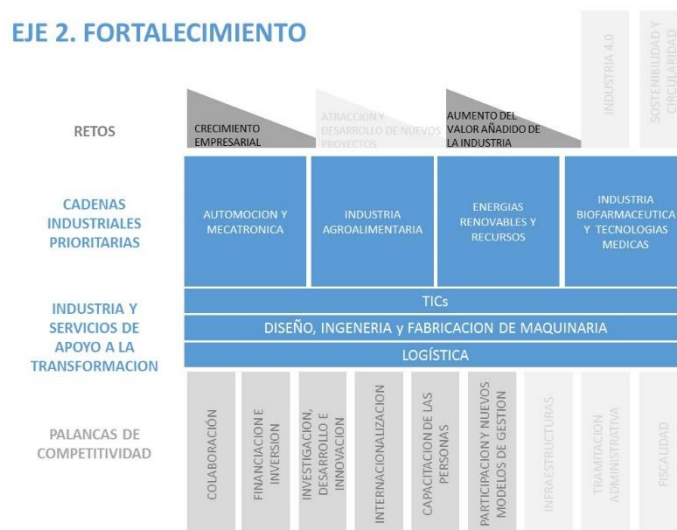 EJE 2. FORTALECIMIENTO
INDUSTRIA 4.0
SOSTENIBILIDAD Y
CIRCULARIDAD
RETOS
CRECIMIENTO
EMPRESARIAL
ATRACCION Y
DESARROLLO DE NUEVOS
PROYECTOS
AUMENTO DEL
VALOR AÑADIDO DE
LA INDUSTRIA
CADENAS
INDUSTRIALES
PRIORITARIAS
AUTOMOCION Y
MECATRONICA
INDUSTRIA
AGROALIMENTARIA
ENERGIAS
RENOVABLES Y
RECURSOS
INDUSTRIA
BIOFARMACEUTICA
Y TECNOLOGIAS
MEDICAS
INDUSTRIA Y
SERVICIOS DE
APOYO A LA
TRANSFORMACION
TICs
DISEÑO, INGENERIA y FABRICACION DE MAQUINARIA
LOGÍSTICA
PALANCAS DE
COMPETITIVIDAD
COLABORACIÓN
FINANCIACION E
INVERSION
INVESTIGACION,
DESARROLLO E
INNOVACION
INTERNACIONALIZACION
CAPACITACION DE LAS
PERSONAS
PARTICIPACION Y NUEVOS
MODELOS DE GESTION
INFRAESTRUCTURAS
TRAMITACION
ADMINISTRATIVA
FISCALIDAD